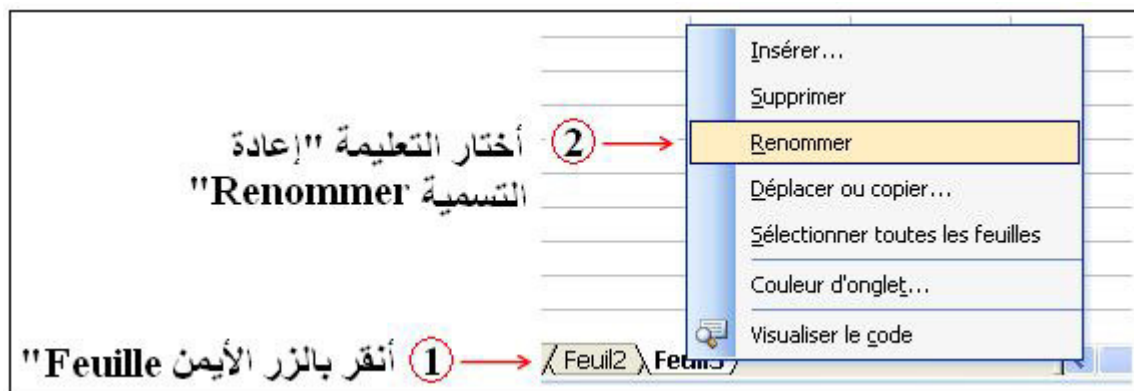 Insérer...
Supprimer
أختار التعليمة "إعادة ② Renommer
التسمية Renommer"
Déplacer ou copier...
Sélectionner toutes les feuilles
Couleur d'onglet...
Visualiser le code
أنقر بالزر الأيمن Feuille" ① Feuil2 Feuil3